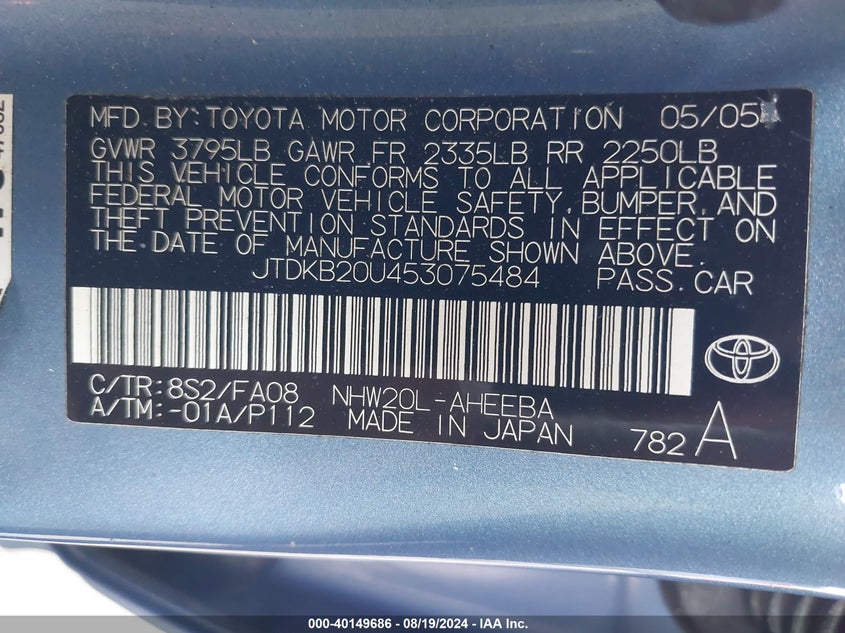 MFD. BY: TOYOTA MOTOR CORPORATION 05/05
GVWR 3795LB GAWR FR 2335LB RR 2250LB
THIS VEHICLE CONFORMS TO ALL APPLICABLE
FEDERAL MOTOR VEHICLE SAFETY, BUMPER, AND
THEFT PREVENTION STANDARDS IN EFFECT ON
THE DATE OF MANUFACTURE SHOWN ABOVE.
JTDKB20U453075484 PASS. CAR
C/TR: 8S2/FA08 NHW20L-AHEEBA
A/TM: -01A/P112 MADE IN JAPAN 782 A
000-40149686 - 08/19/2024 - IAA Inc.